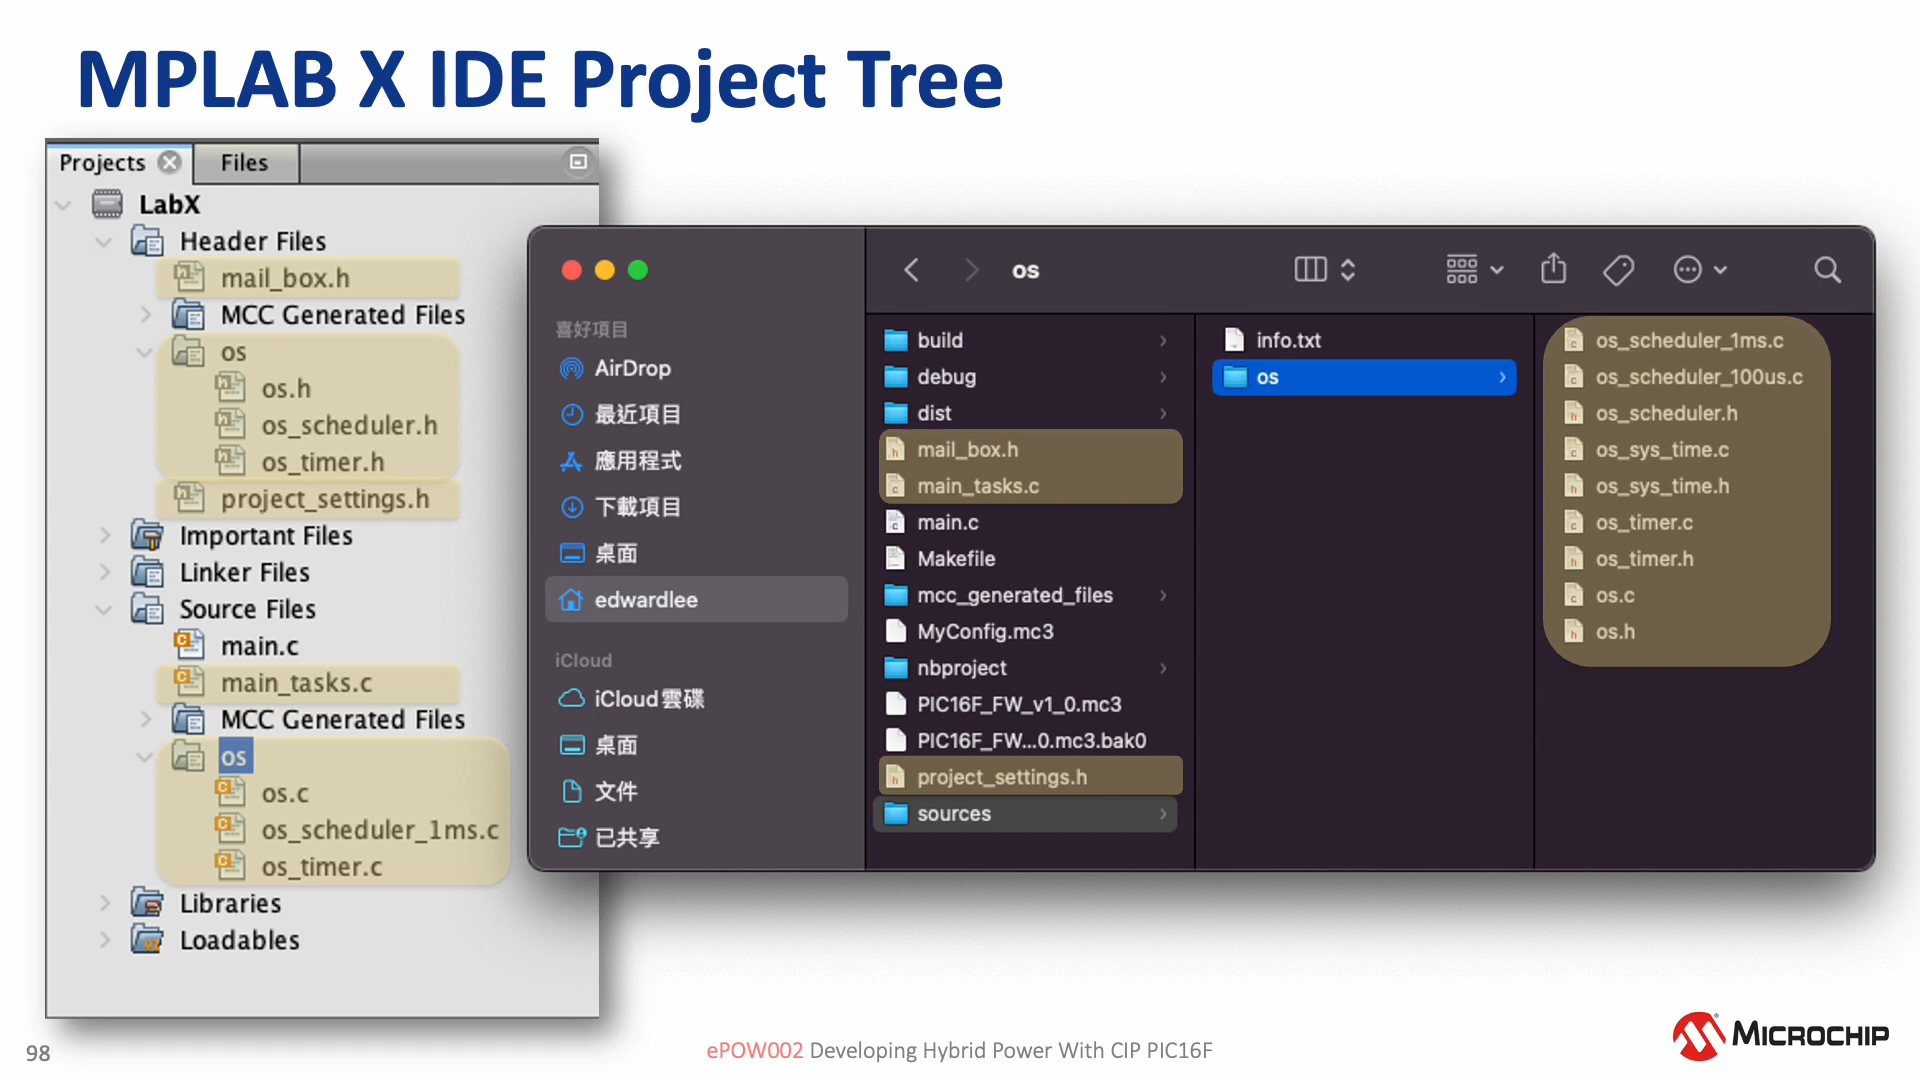 MPLAB X IDE Project Tree
Projects
Files
LabX
Header Files
mail_box.h
MCC Generated Files
os
os.h
os_scheduler.h
os_timer.h
project_settings.h
Important Files
Linker Files
Source Files
main.c
main_tasks.c
MCC Generated Files
os
os.c
os_scheduler_1ms.c
os_timer.c
Libraries
Loadables
os
喜好項目
AirDrop
最近項目
應用程式
下載項目
桌面
edwardlee
iCloud
iCloud雲碟
桌面
文件
已共享
build
debug
dist
mail_box.h
main_tasks.c
main.c
Makefile
mcc_generated_files
MyConfig.mc3
nbproject
PIC16F_FW_v1_0.mc3
PIC16F_FW...0.mc3.bak0
project_settings.h
sources
info.txt
os
os_scheduler_1ms.c
os_scheduler_100us.c
os_scheduler.h
os_sys_time.c
os_sys_time.h
os_timer.c
os_timer.h
os.c
os.h
98
ePOW002 Developing Hybrid Power With CIP PIC16F
MICROCHIP